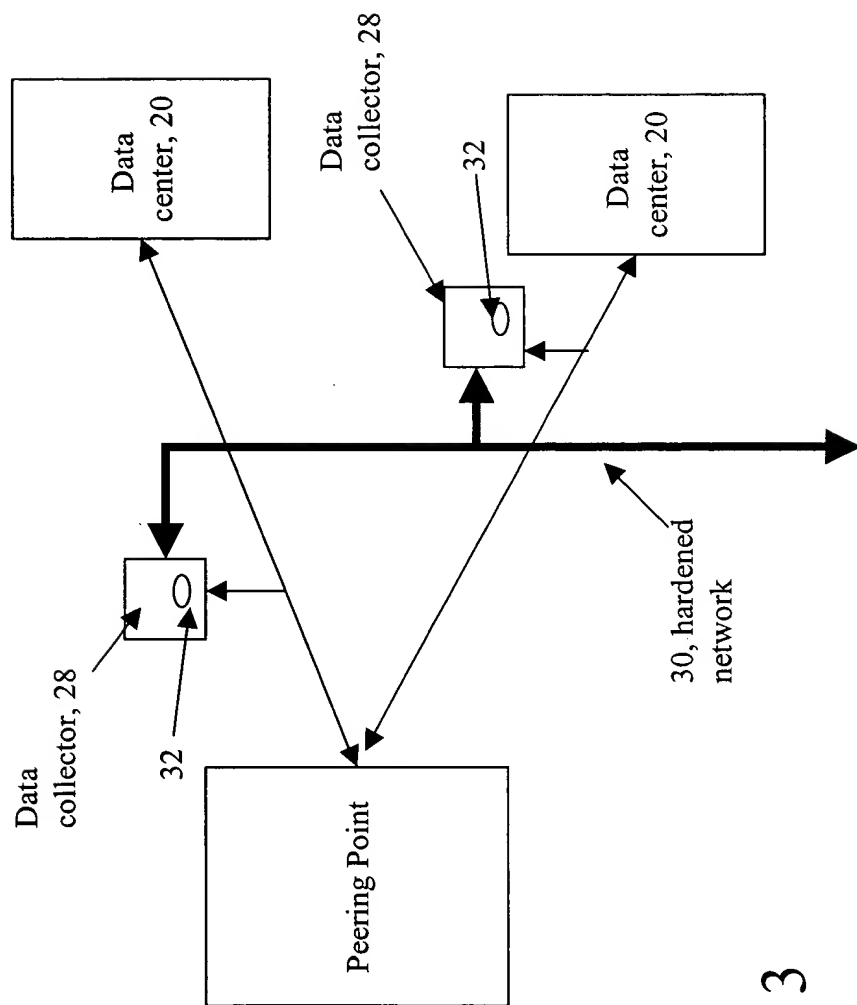 Data
collector, 28
32
Data
center, 20
Peering Point
Data
collector, 28
32
Data
center, 20
30, hardened
network
3